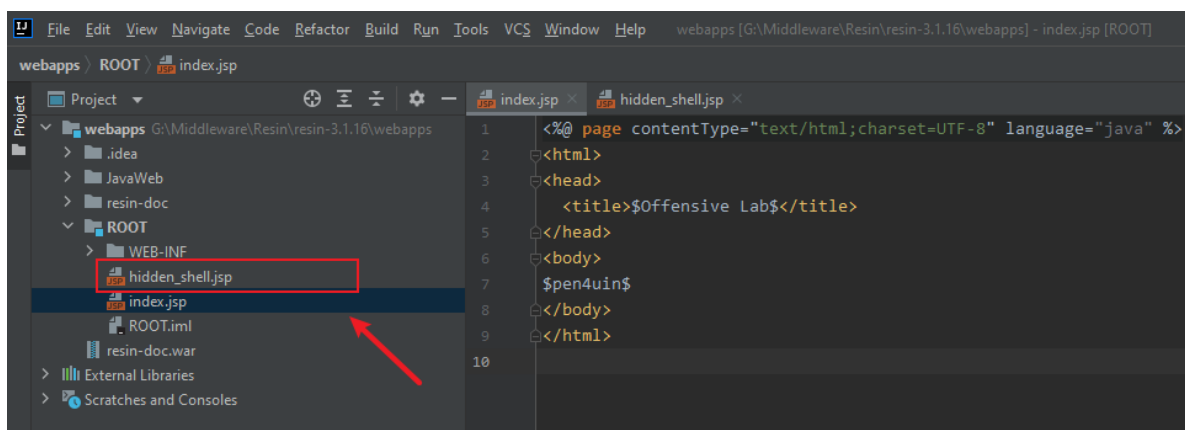 File Edit View Navigate Code Refactor Build Run Tools VCS Window Help webapps [G:\Middleware\Resin\resin-3.1.16\webapps] - index.jsp [ROOT]
webapps ROOT index.jsp
Project
Project
index.jsp hidden_shell.jsp
webapps G:\Middleware\Resin\resin-3.1.16\webapps
.idea
JavaWeb
resin-doc
ROOT
WEB-INF
hidden_shell.jsp
index.jsp
ROOT.iml
resin-doc.war
External Libraries
Scratches and Consoles
1 <%@ page contentType="text/html;charset=UTF-8" language="java" %>
2 <html>
3 <head>
4 <title>$Offensive Lab$</title>
5 </head>
6 <body>
7 $pen4uin$
8 </body>
9 </html>
10